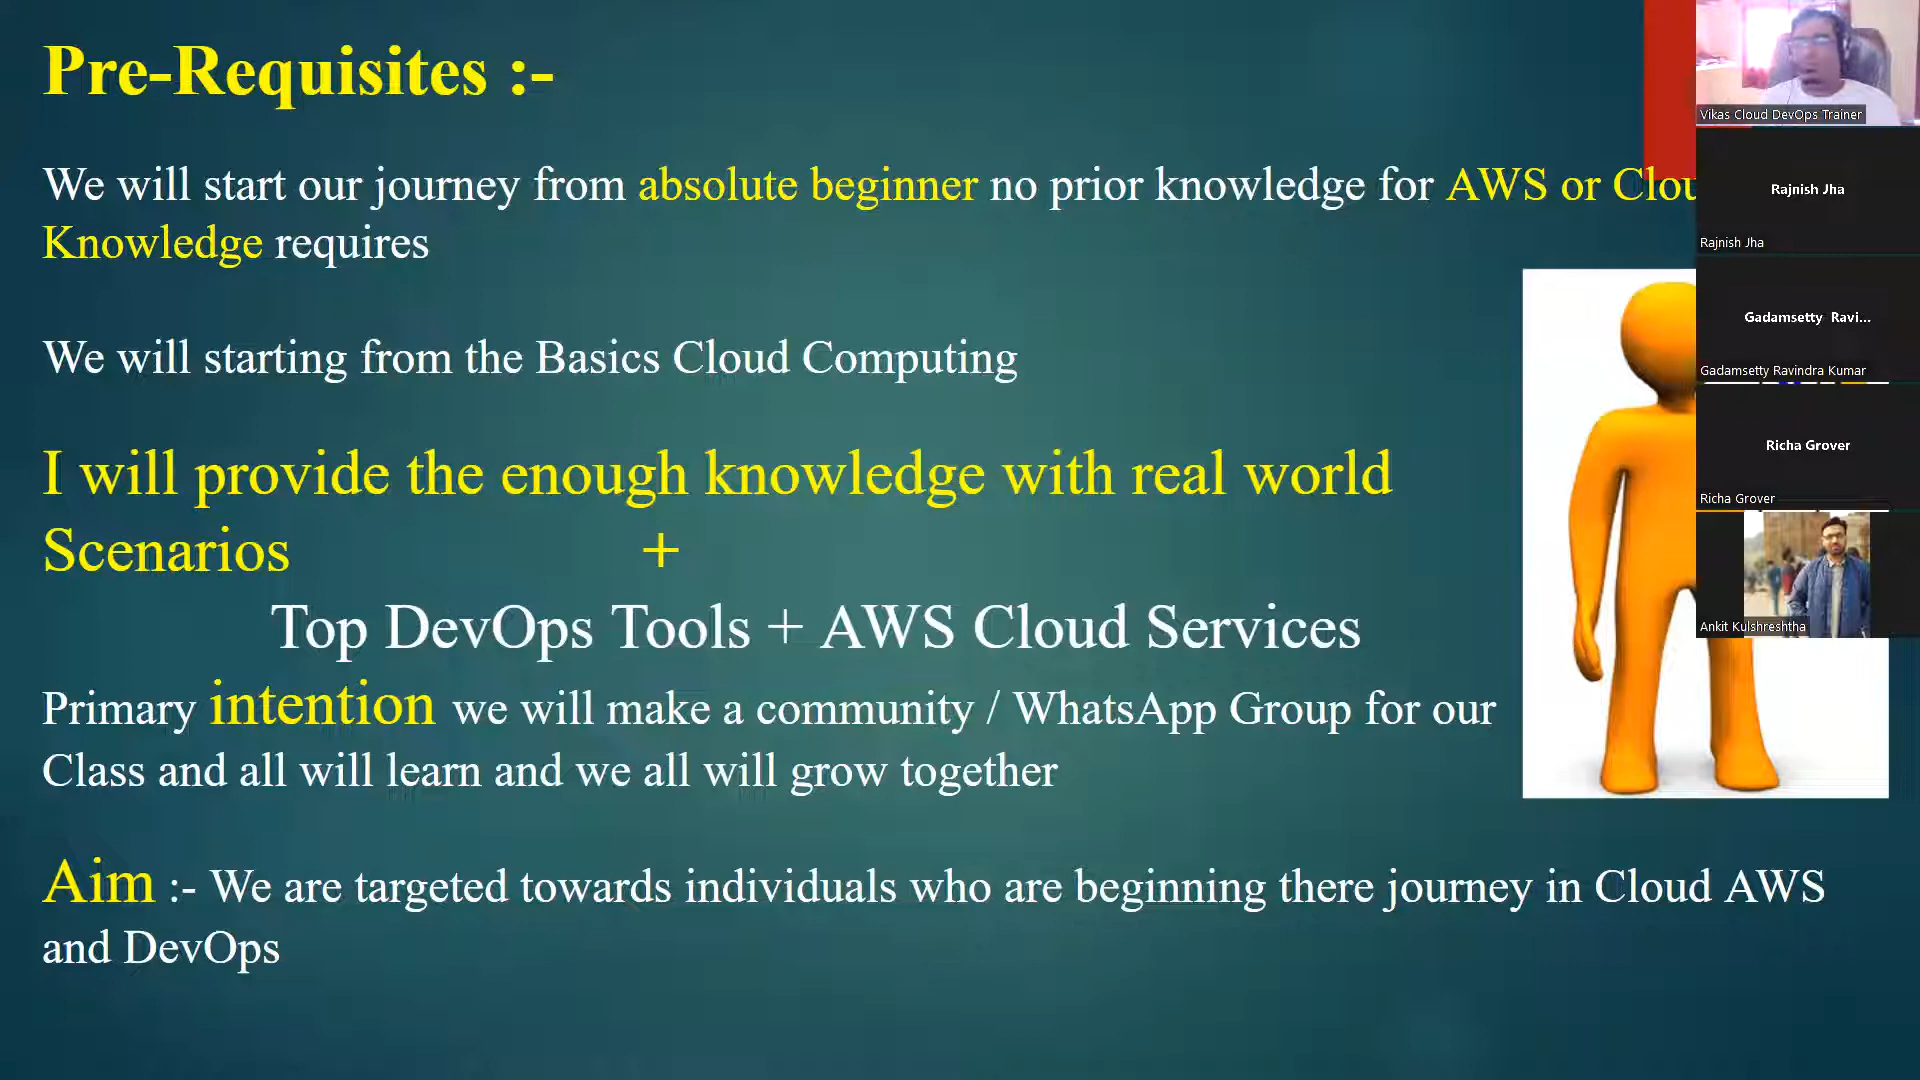 Pre-Requisites :-
We will start our journey from absolute beginner no prior knowledge for AWS or Clou
Knowledge requires
We will starting from the Basics Cloud Computing
I will provide the enough knowledge with real world
Scenarios +
Top DevOps Tools + AWS Cloud Services
Primary intention we will make a community / WhatsApp Group for our
Class and all will learn and we all will grow together
Aim :- We are targeted towards individuals who are beginning there journey in Cloud AWS
and DevOps
Vikas Cloud DevOps Trainer
Rajnish Jha
Rajnish Jha
Gadamsetty Ravi...
Gadamsetty Ravindra Kumar
Richa Grover
Richa Grover
Ankit Kulshreshtha